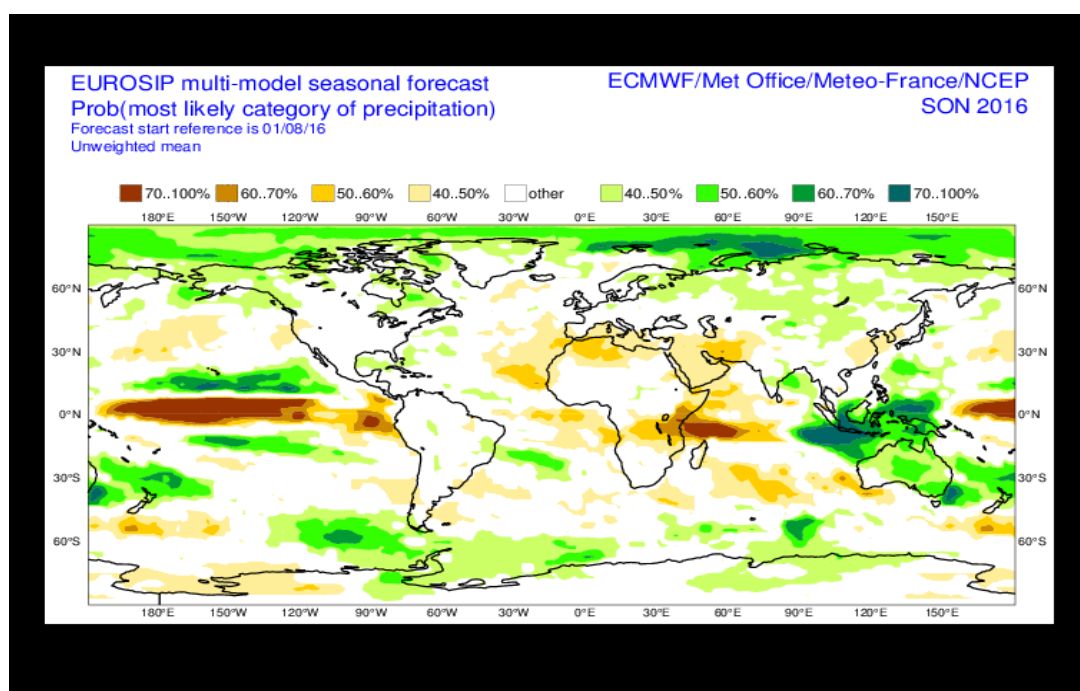 EUROSIP multi-model seasonal forecast
ECMWF/Met Office/Meteo-France/NCEP
Prob(most likely category of precipitation)
SON 2016
Forecast start reference is 01/08/16
Unweighted mean
70..100% 60..70% 50..60% 40..50% other 40..50% 50..60% 60..70% 70..100%
180°E 150°W 120°W 90°W 60°W 30°W 0°E 30°E 60°E 90°E 120°E 150°E
60°N 60°N
30°N 30°N
0°N 0°N
30°S 30°S
60°S 60°S
180°E 150°W 120°W 90°W 60°W 30°W 0°E 30°E 60°E 90°E 120°E 150°E